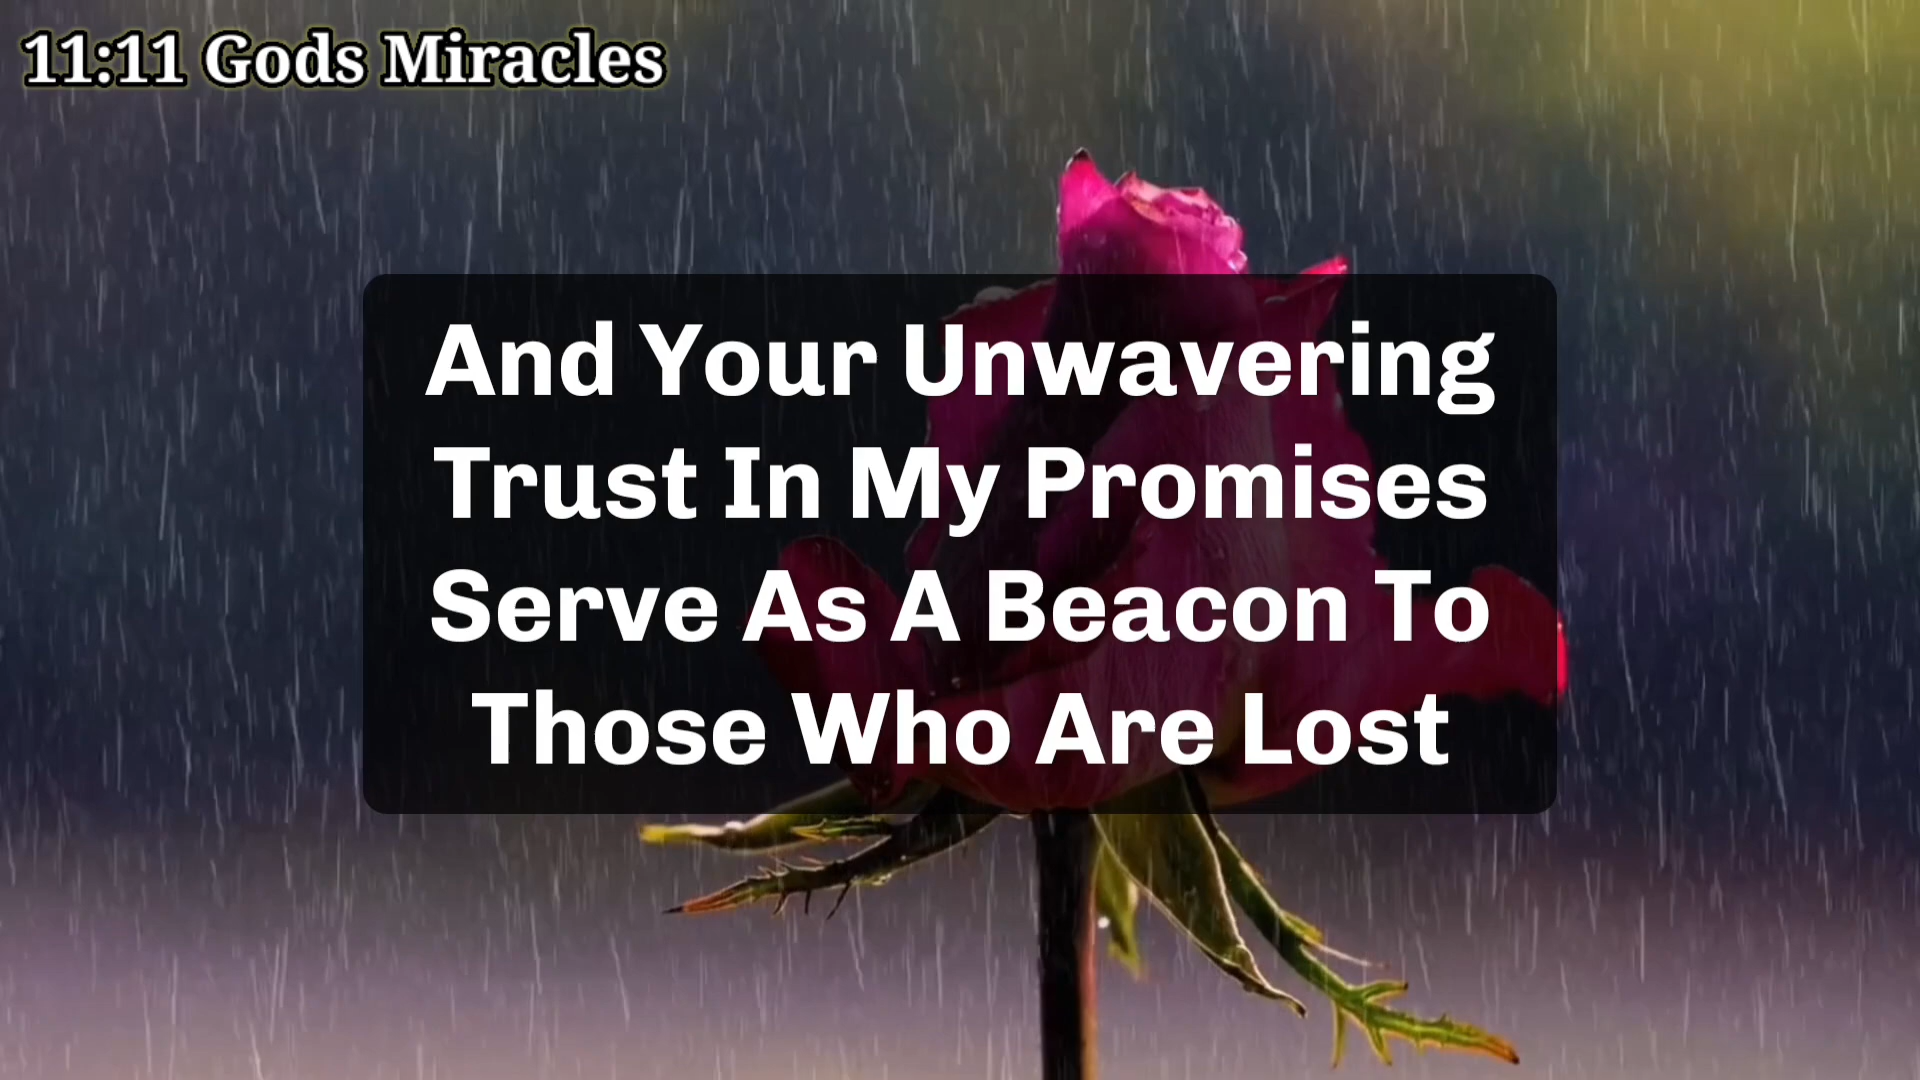 11:11 Gods Miracles
And Your Unwavering
Trust In My Promises
Serve As A Beacon To
Those Who Are Lost